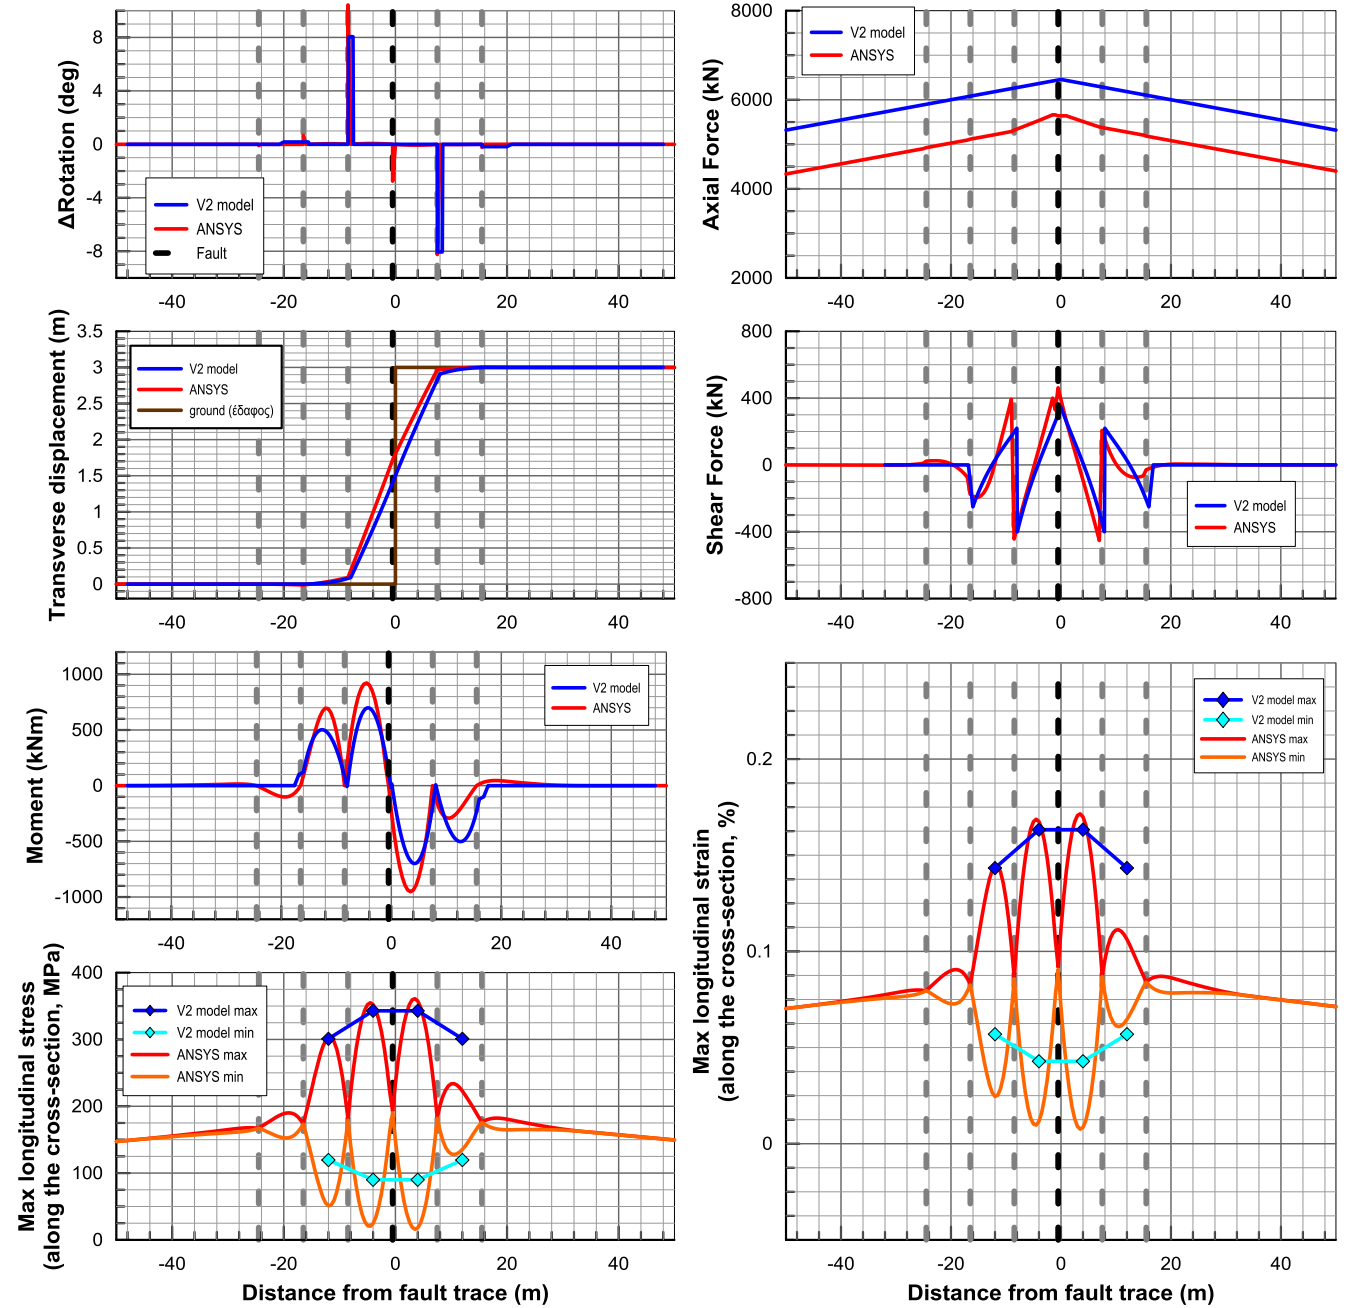 ΔRotation (deg)
8
4
0
-4
-8
V2 model
ANSYS
Fault
-40
-20
0
20
40
Axial Force (kN)
8000
6000
4000
2000
V2 model
ANSYS
-40
-20
0
20
40
Transverse displacement (m)
3.5
3
2.5
2
1.5
1
0.5
0
V2 model
ANSYS
ground (έδαφος)
-40
-20
0
20
40
Shear Force (kN)
800
400
0
-400
-800
V2 model
ANSYS
-40
-20
0
20
40
Moment (kNm)
1000
500
0
-500
-1000
V2 model
ANSYS
-40
-20
0
20
40
Max longitudinal stress
(along the cross-section, MPa)
400
300
200
100
0
V2 model max
V2 model min
ANSYS max
ANSYS min
-40
-20
0
20
40
Distance from fault trace (m)
Max longitudinal strain
(along the cross-section, %)
0.2
0.1
0
V2 model max
V2 model min
ANSYS max
ANSYS min
-40
-20
0
20
40
Distance from fault trace (m)